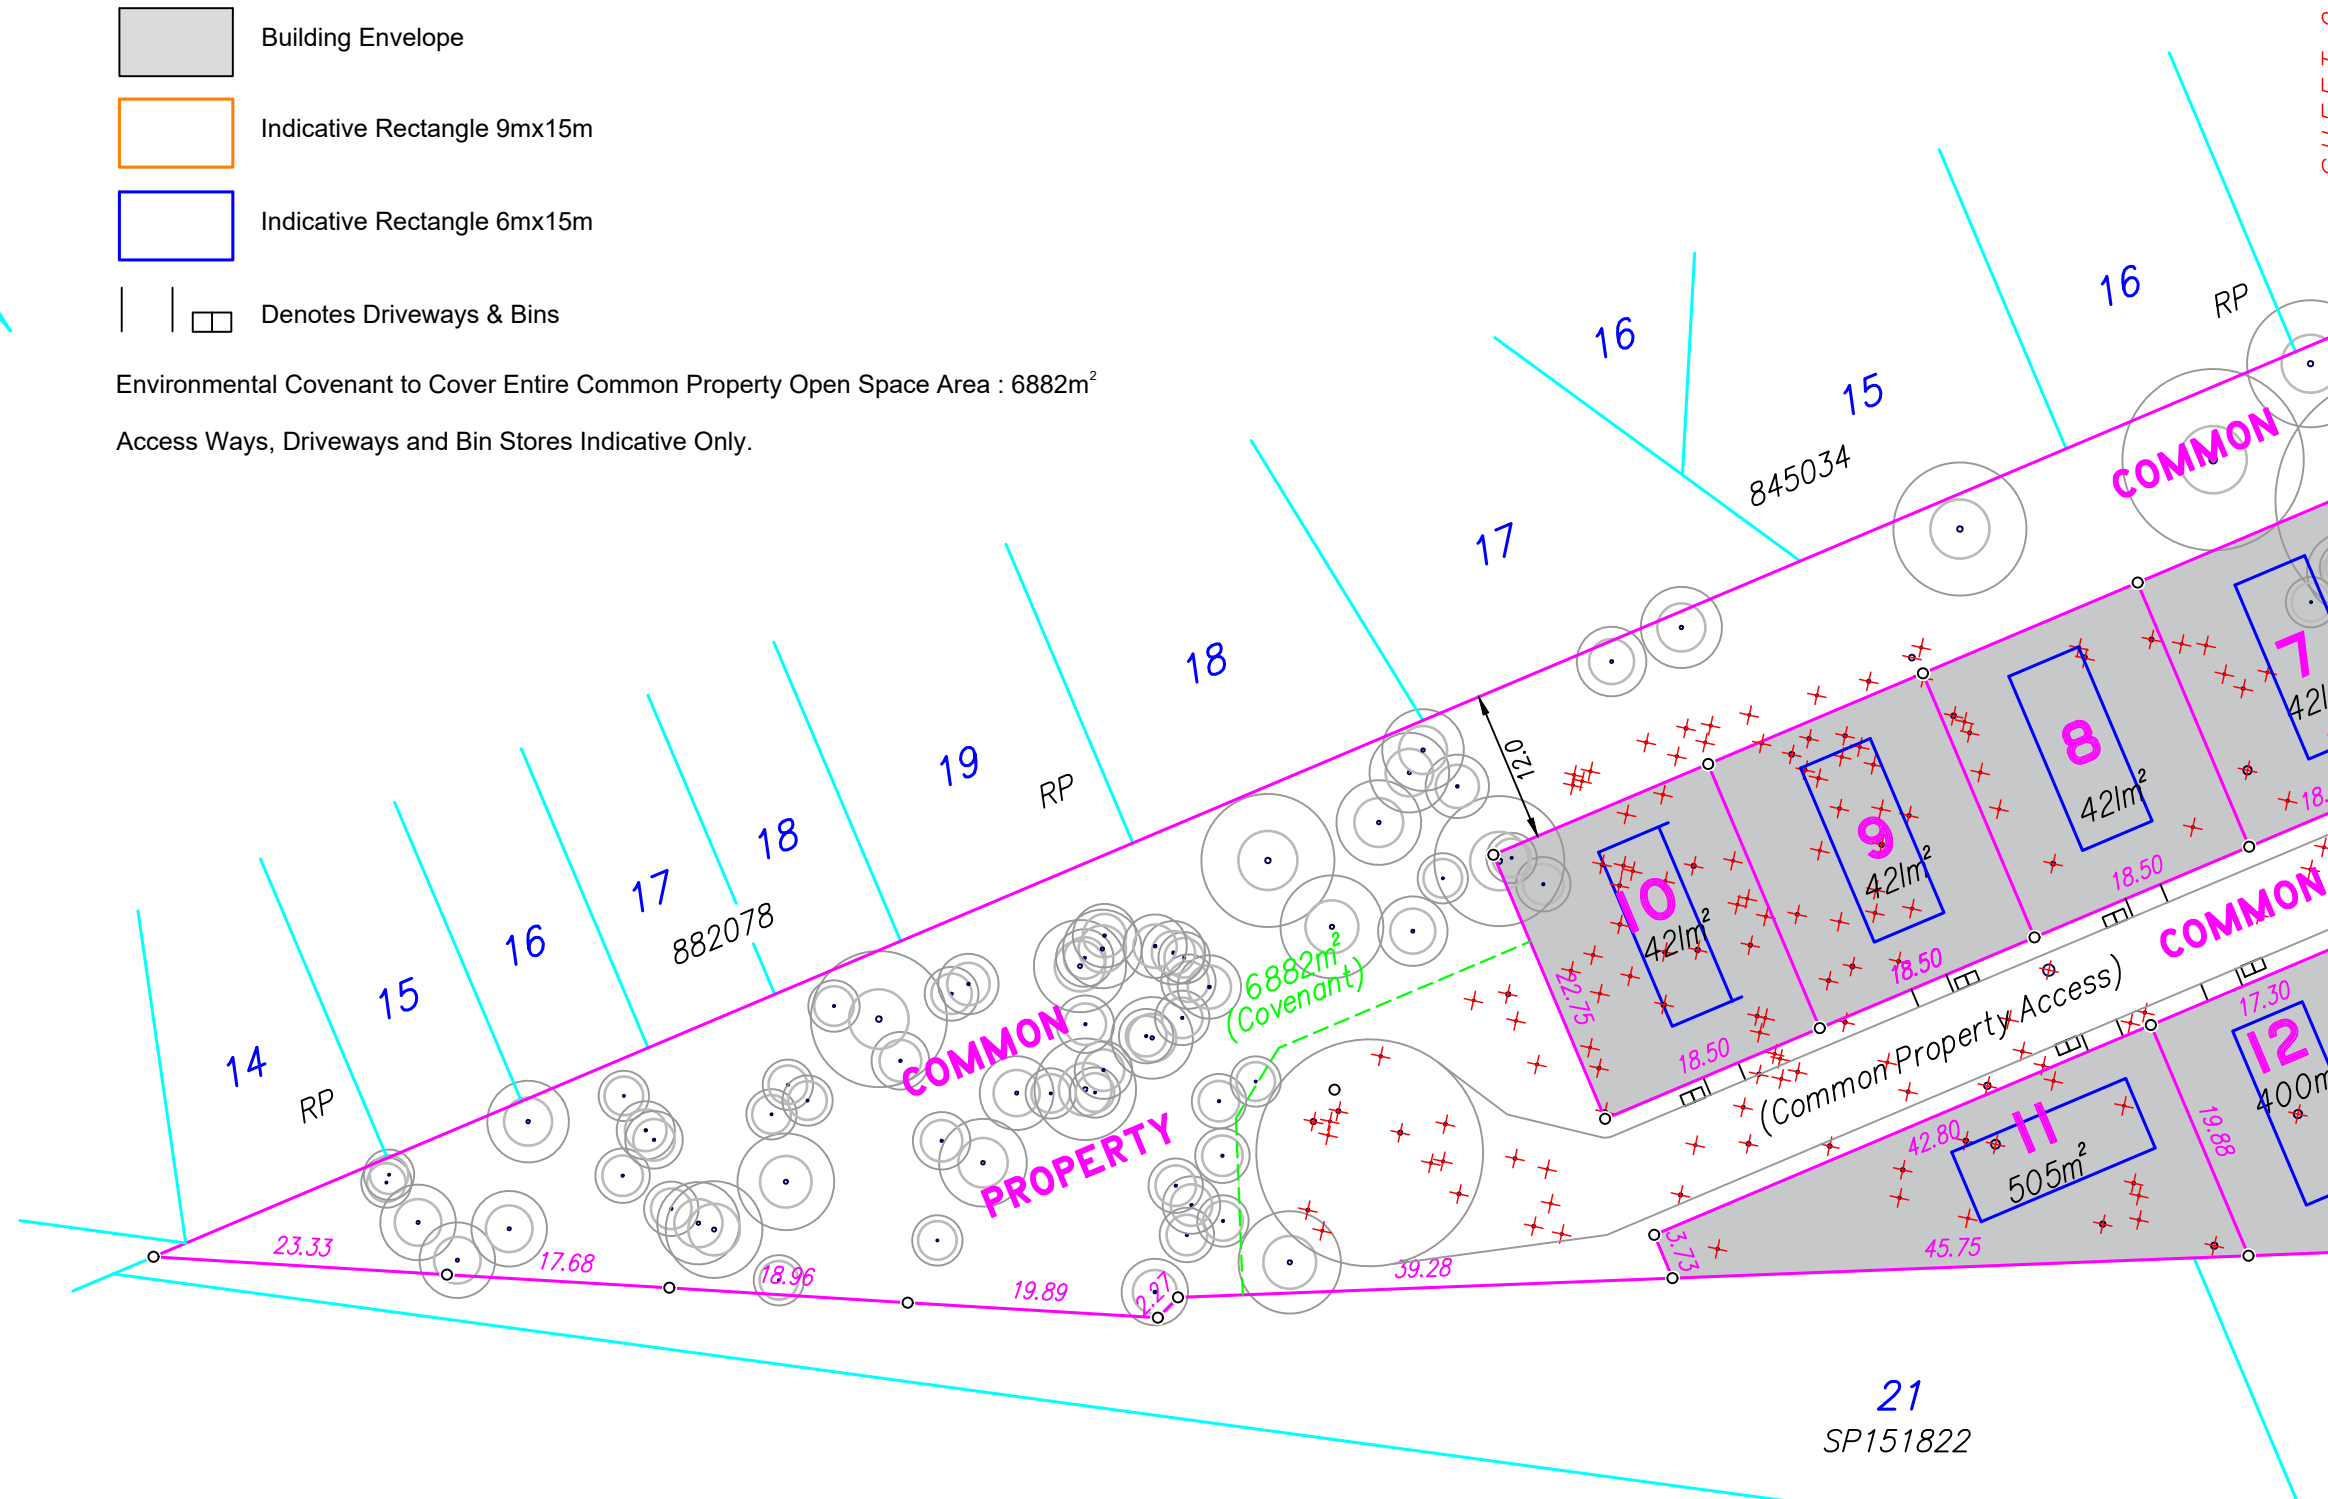 Building Envelope
Indicative Rectangle 9mx15m
Indicative Rectangle 6mx15m
Denotes Driveways & Bins
Environmental Covenant to Cover Entire Common Property Open Space Area : 6882m²
Access Ways, Driveways and Bin Stores Indicative Only.
16
RP
16
15
845034
COMMON
17
18
19
RP
18
17
882078
16
15
14
RP
12.0
7
8
421m²
9
421m²
10
421m²
18.50
18.50
18.50
22.75
6882m²
(Covenant)
COMMON
PROPERTY
COMMON
(Common Property Access)
17.30
12
400m
19.88
11
505m²
42.80
45.75
3.73
39.28
2.27
19.89
18.96
17.68
23.33
21
SP151822